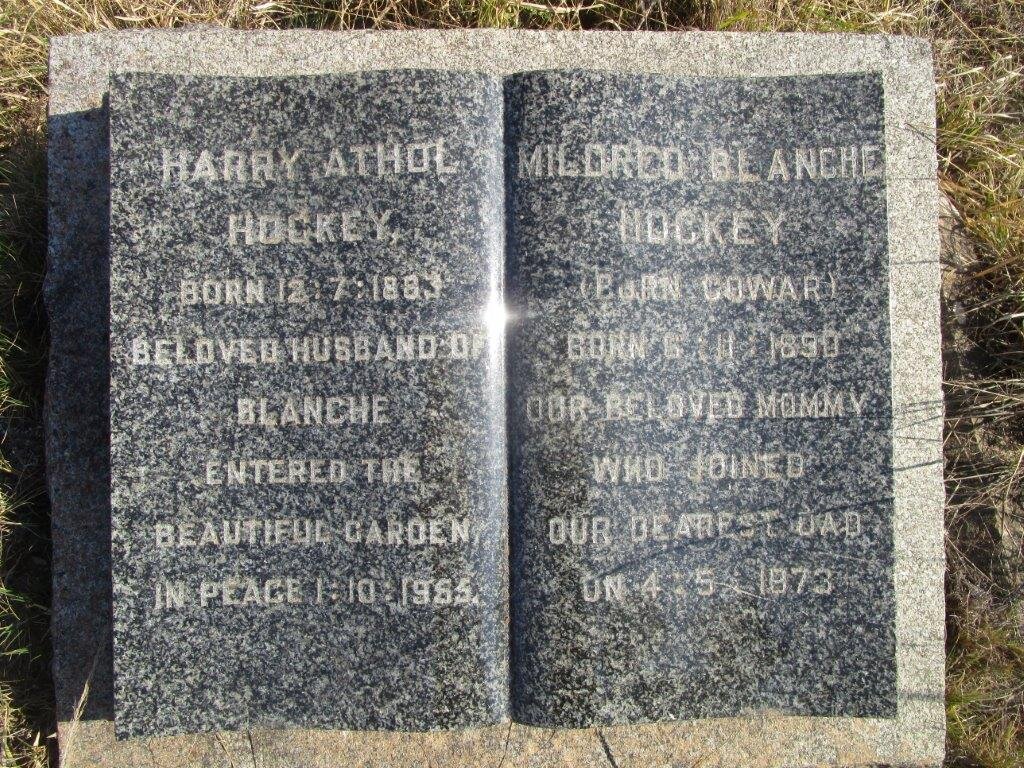 HARRY ATHOL
HOCKEY,
BORN 12:7:1883
BELOVED HUSBAND OF
BLANCHE
ENTERED THE
BEAUTIFUL GARDEN
IN PEACE 1:10:1955.
MILDRED BLANCHE
HOCKEY
(BORN COWAR)
BORN 6:11:1890
OUR BELOVED MOMMY
WHO JOINED
OUR DEAREST DAD
ON 4:5:1973